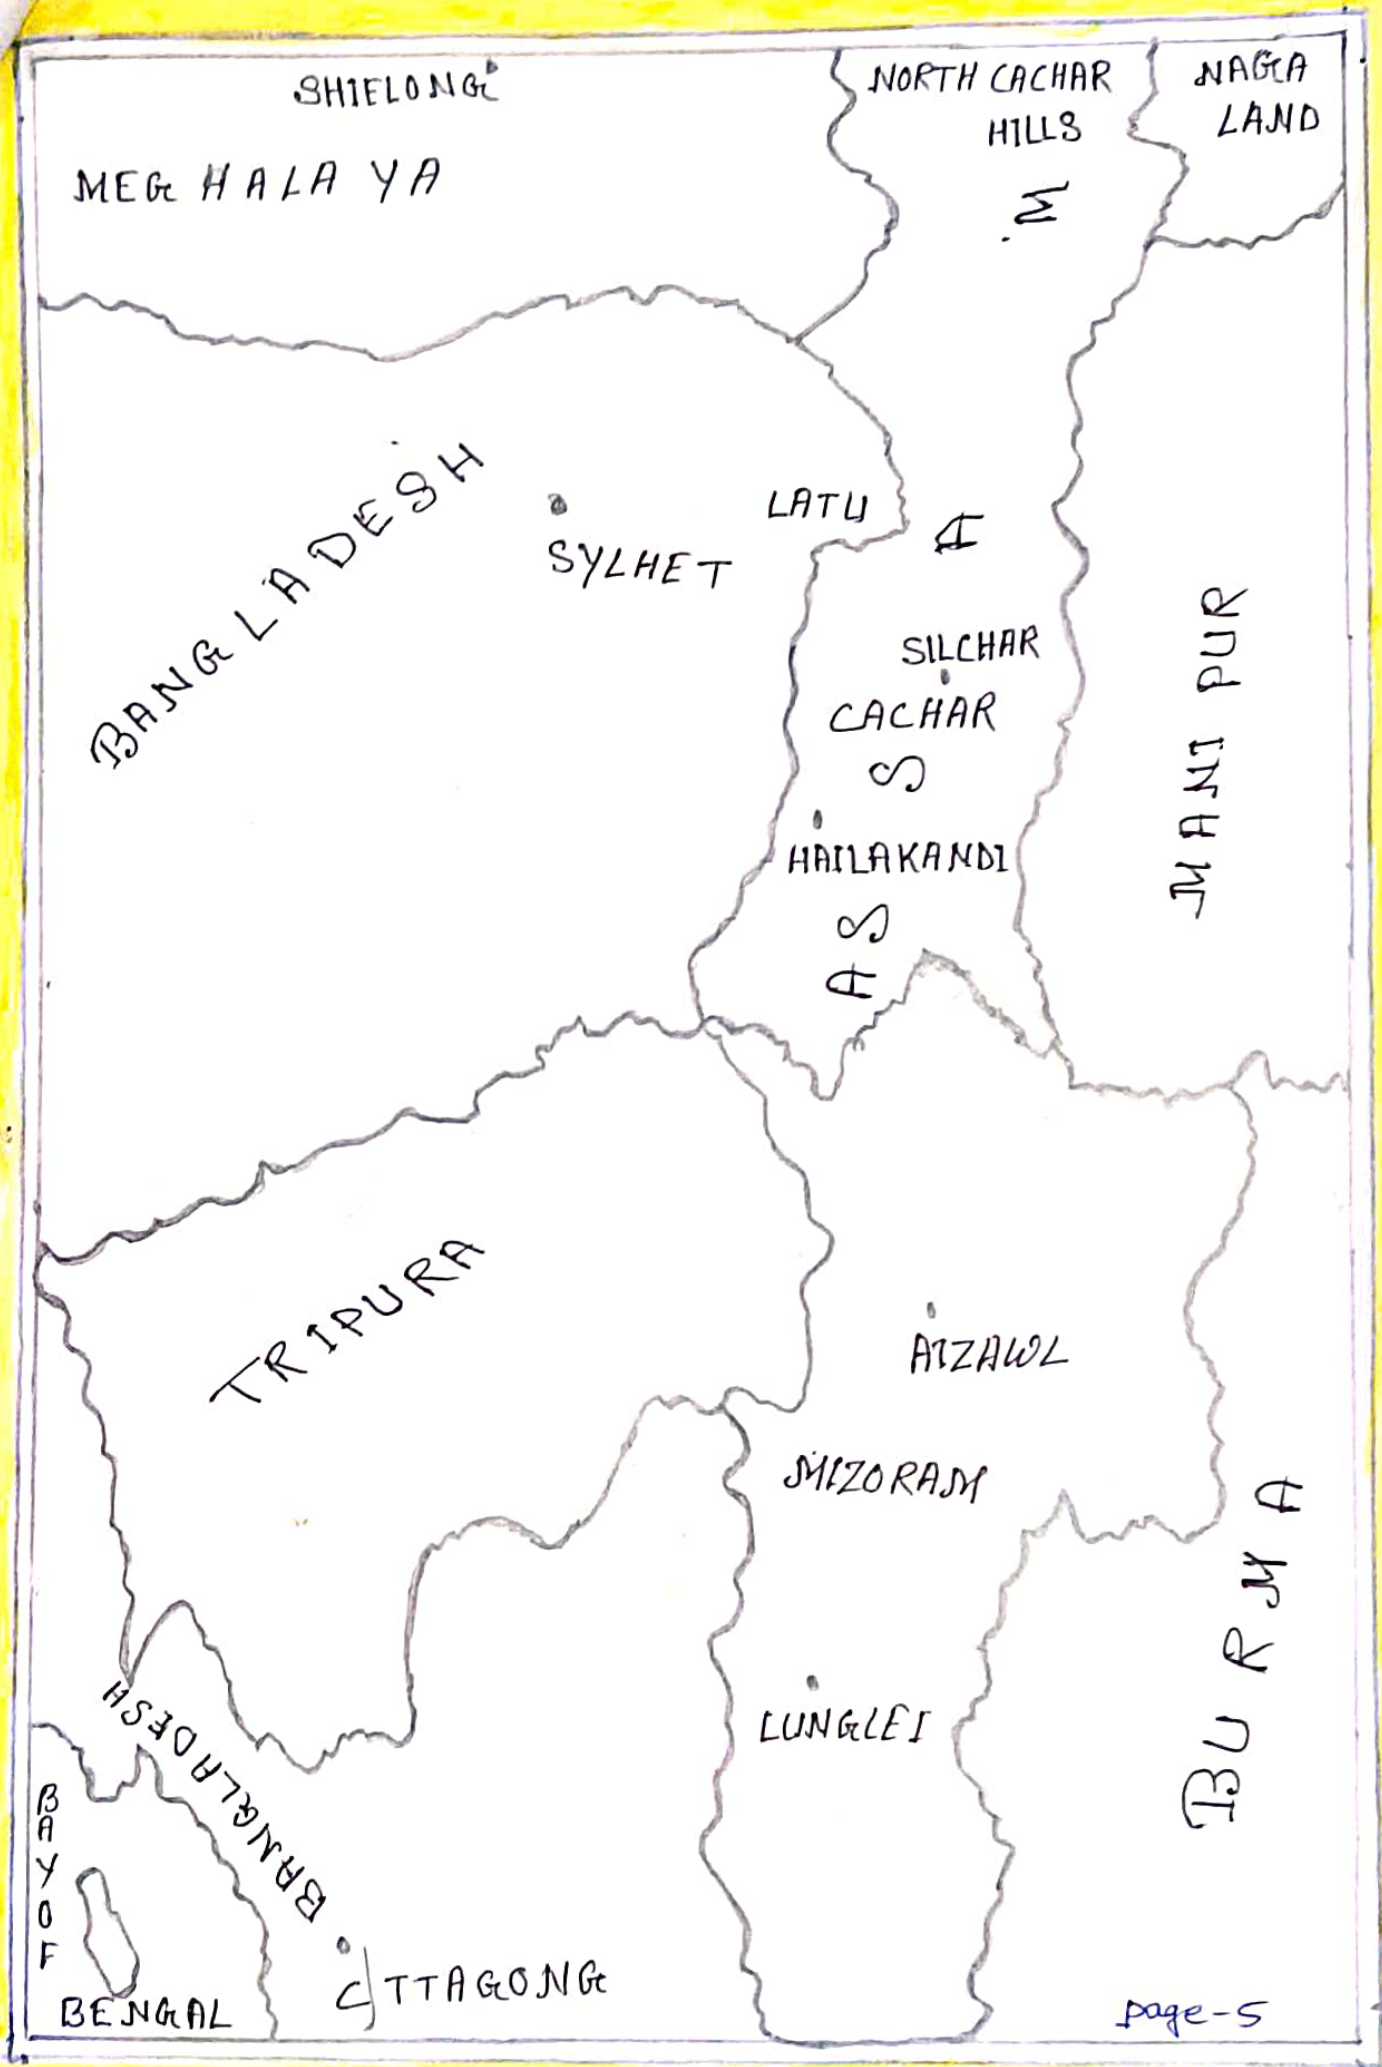 SHIELONG
NORTH CACHAR
HILLS
NAGA
LAND
MEGHALAYA
BANGLADESH
SYLHET
LATU
ASSAM
SILCHAR
CACHAR
HAILAKANDI
MANIPUR
TRIPURA
AIZAWL
MIZORAM
LUNGLEI
BURMA
BANGLADESH
BAY OF
BENGAL
CITTAGONG
page-5